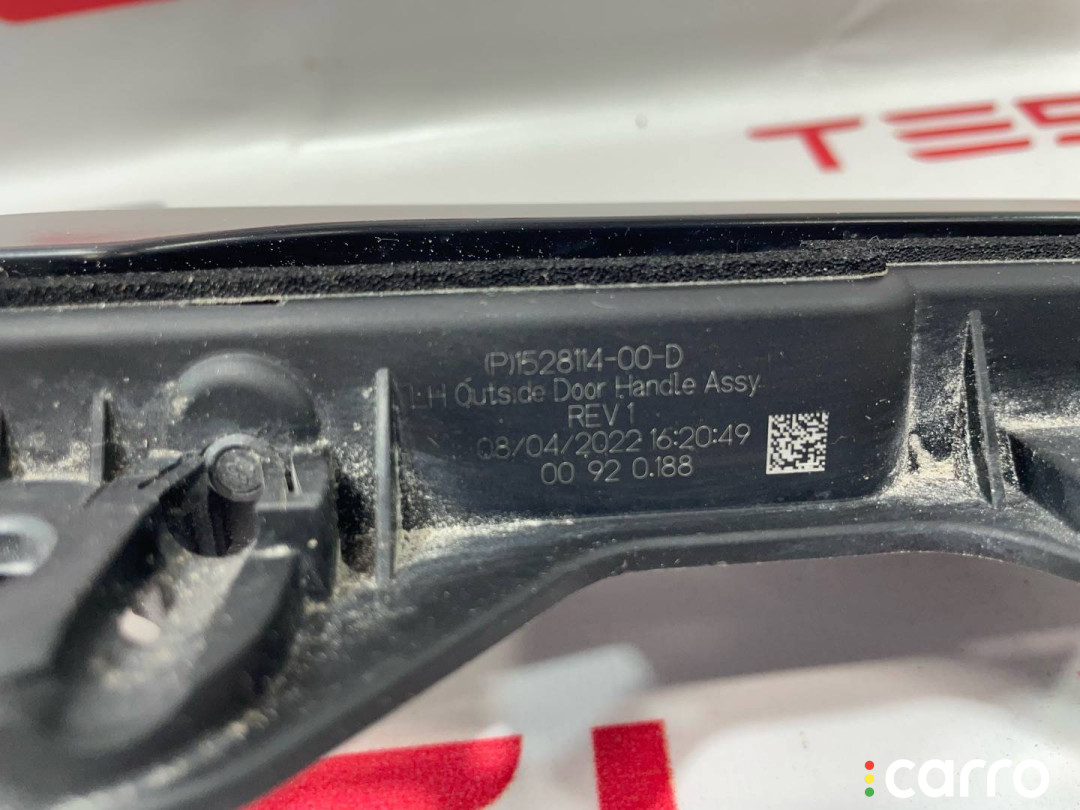 TES
(P)1528114-00-D
LH Outside Door Handle Assy
REV 1
08/04/2022 16:20:49
00 92 0.188
carro